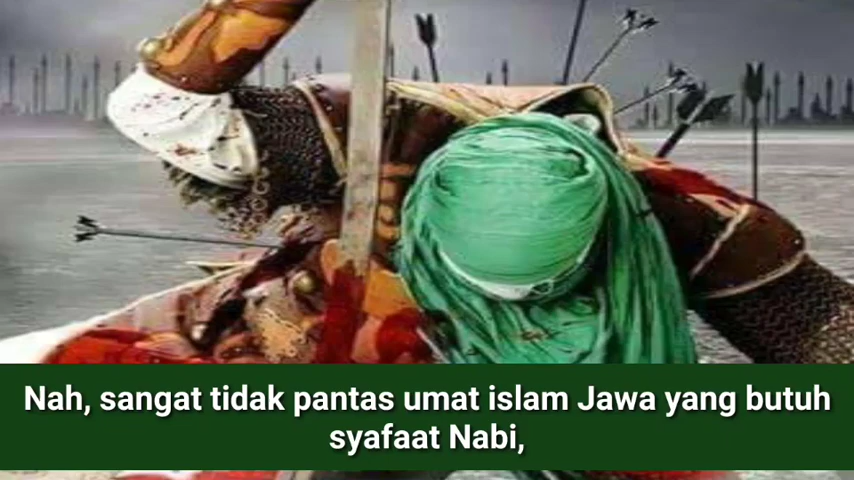 Nah, sangat tidak pantas umat islam Jawa yang butuh
syafaat Nabi,